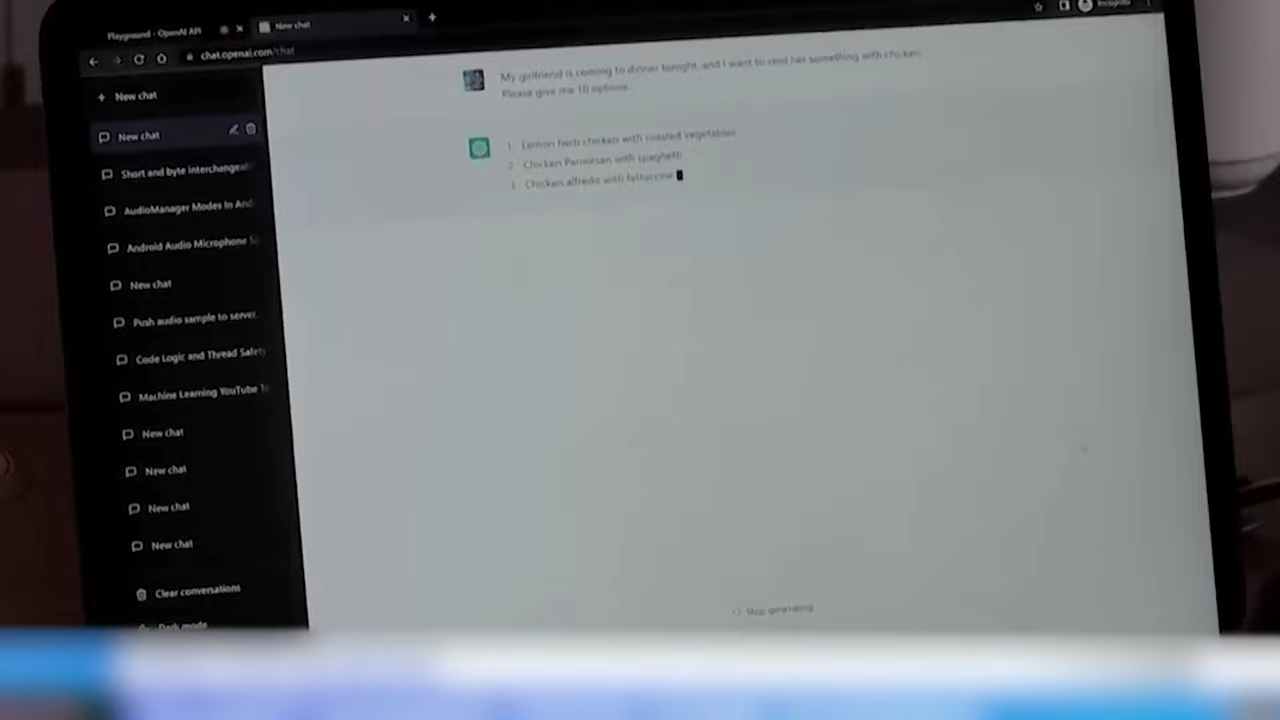 Playground - OpenAI API
New chat
chat.openai.com/chat
Incognito
New chat
New chat
Short and byte interchangeab
AudioManager Modes in And
Android Audio Microphone
New chat
Push audio sample to server.
Code Logic and Thread Safety
Machine Learning YouTube
New chat
New chat
New chat
New chat
Clear conversations
Dark mode
My girlfriend is coming to dinner tonight, and I want to cook her something with chicken.
Please give me 10 options.
1. Lemon herb chicken with roasted vegetables
2. Chicken Parmesan with spaghetti
3. Chicken alfredo with fettuccine
Stop generating